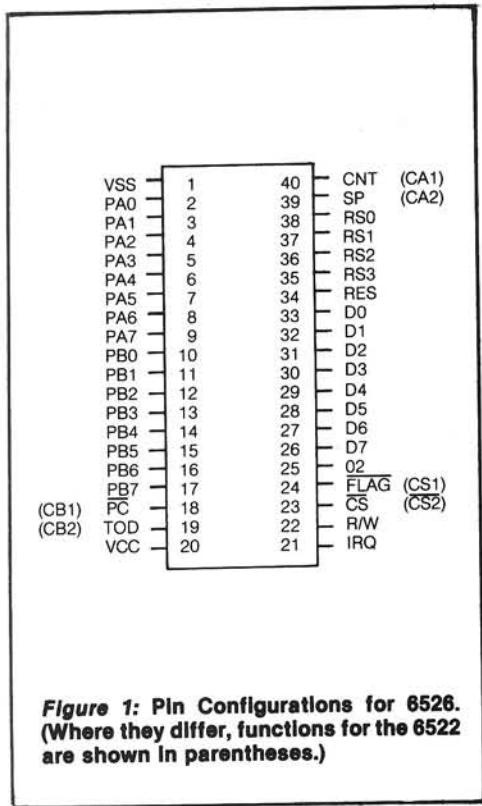 VSS 1 40 CNT (CA1)
PA0 2 39 SP (CA2)
PA1 3 38 RS0
PA2 4 37 RS1
PA3 5 36 RS2
PA4 6 35 RS3
PA5 7 34 RES
PA6 8 33 D0
PA7 9 32 D1
PB0 10 31 D2
PB1 11 30 D3
PB2 12 29 D4
PB3 13 28 D5
PB4 14 27 D6
PB5 15 26 D7
PB6 16 25 02
PB7 17 24 FLAG (CS1)
(CB1) PC 18 23 CS (CS2)
(CB2) TOD 19 22 R/W
VCC 20 21 IRQ
Figure 1: Pin Configurations for 6526.
(Where they differ, functions for the 6522
are shown in parentheses.)